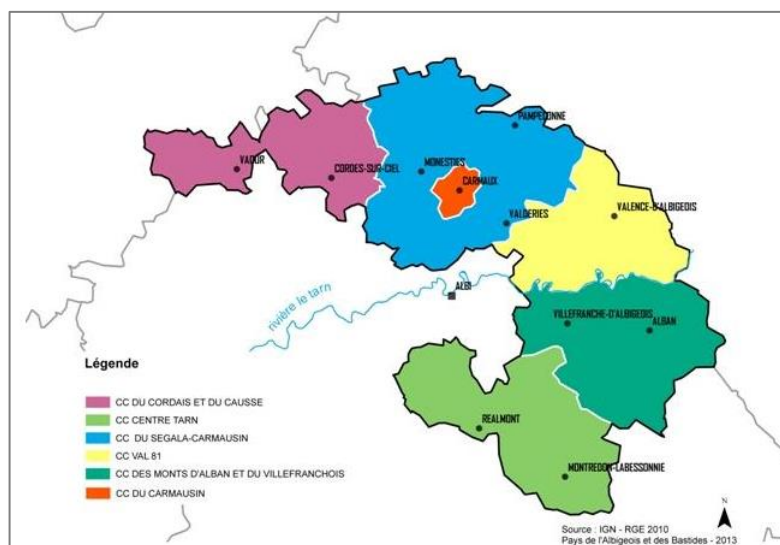 PAMPELONNE
VAOUR
CORDES-SUR-CIEL
MONESTIES
CARMAUX
VALDERIES
VALENCE-D'ALBIGEOIS
ALBI
rivière le tarn
VILLEFRANCHE-D'ALBIGEOIS
ALBAN
REALMONT
MONTREDON-LABESSONNIE
Légende
CC DU CORDAIS ET DU CAUSSE
CC CENTRE TARN
CC DU SEGALA-CARMAUSIN
CC VAL 81
CC DES MONTS D'ALBAN ET DU VILLEFRANCHOIS
CC DU CARMAUSIN
N
Source : IGN - RGE 2010
Pays de l'Albigeois et des Bastides - 2013